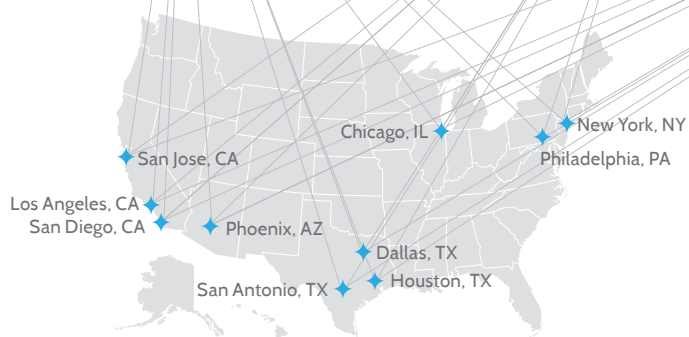 Chicago, IL
New York, NY
Philadelphia, PA
San Jose, CA
Los Angeles, CA
San Diego, CA
Phoenix, AZ
Dallas, TX
Houston, TX
San Antonio, TX